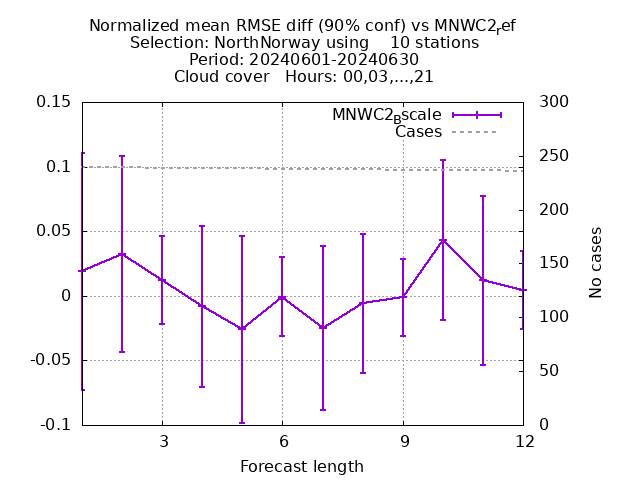 Normalized mean RMSE diff (90% conf) vs MNWC2ref
Selection: NorthNorway using    10 stations
Period: 20240601-20240630
Cloud cover   Hours: 00,03,...,21
MNWC2Bscale
Cases
0.15
0.1
0.05
0
-0.05
-0.1
300
250
200
150
100
50
0
No cases
3
6
9
12
Forecast length